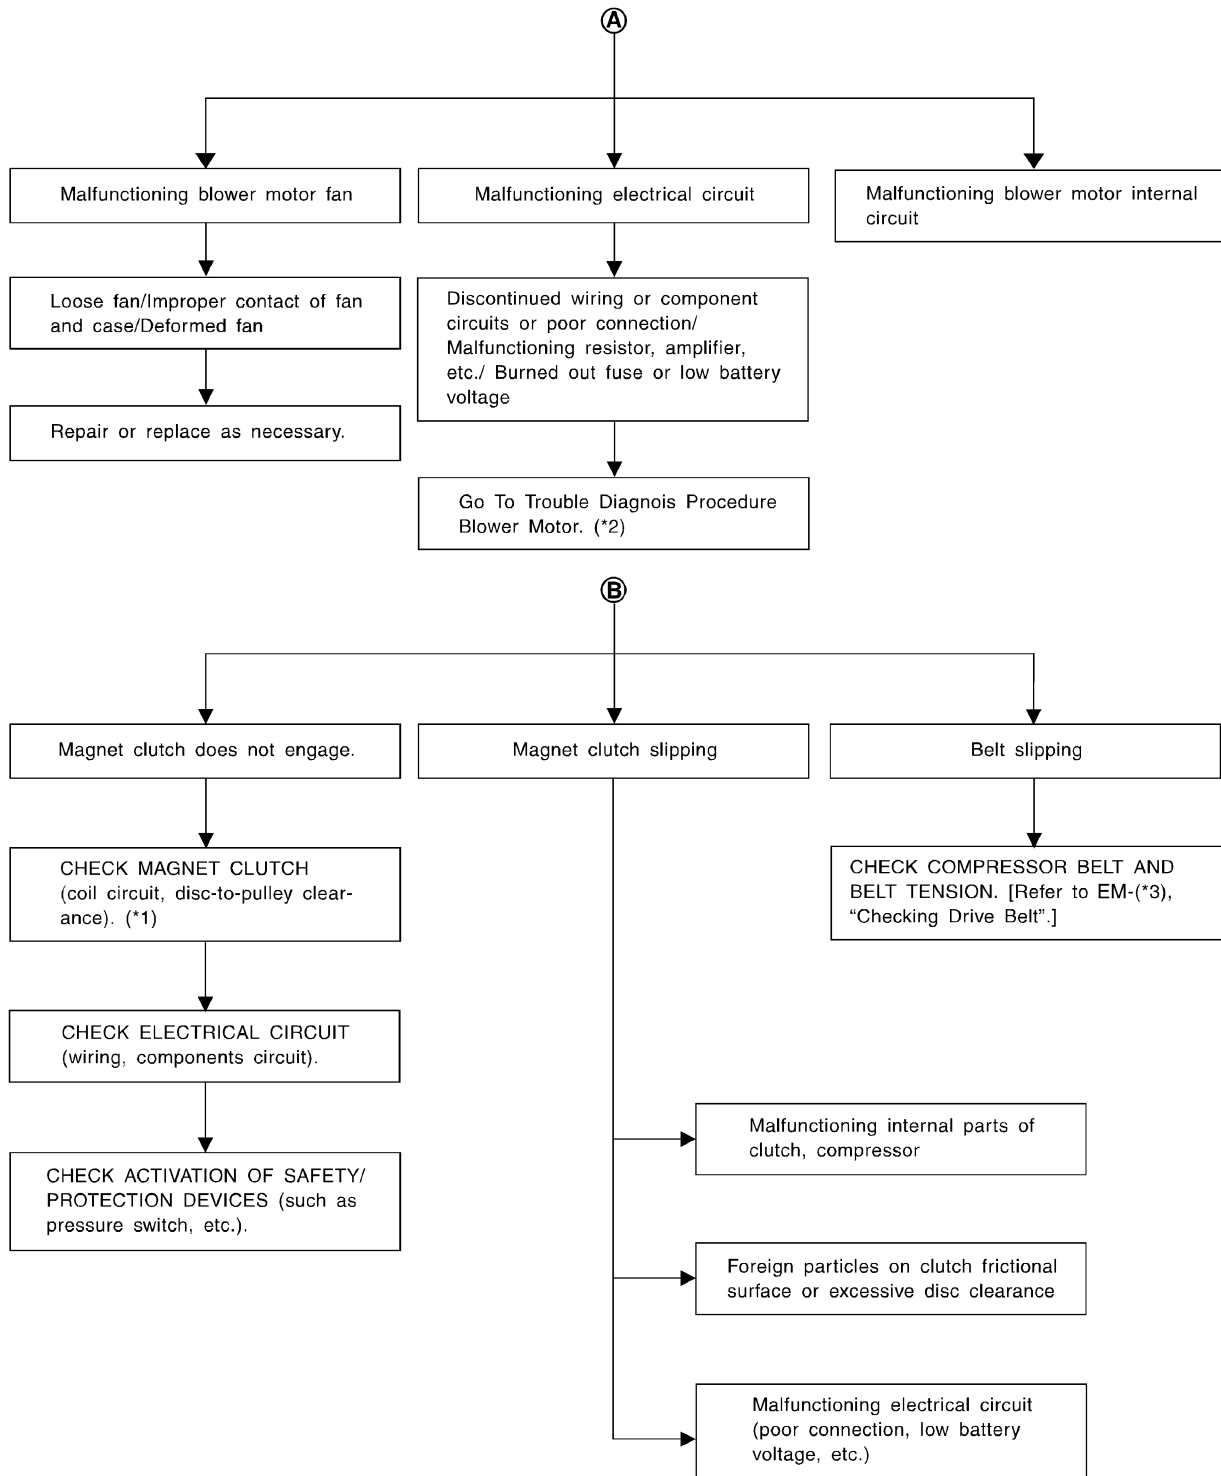 A
Malfunctioning blower motor fan
Malfunctioning electrical circuit
Malfunctioning blower motor internal
circuit
Loose fan/Improper contact of fan
and case/Deformed fan
Discontinued wiring or component
circuits or poor connection/
Malfunctioning resistor, amplifier,
etc./ Burned out fuse or low battery
voltage
Repair or replace as necessary.
Go To Trouble Diagnois Procedure
Blower Motor. (*2)
B
Magnet clutch does not engage.
Magnet clutch slipping
Belt slipping
CHECK MAGNET CLUTCH
(coil circuit, disc-to-pulley clear-
ance). (*1)
CHECK COMPRESSOR BELT AND
BELT TENSION. [Refer to EM-(*3),
“Checking Drive Belt”.]
CHECK ELECTRICAL CIRCUIT
(wiring, components circuit).
CHECK ACTIVATION OF SAFETY/
PROTECTION DEVICES (such as
pressure switch, etc.).
Malfunctioning internal parts of
clutch, compressor
Foreign particles on clutch frictional
surface or excessive disc clearance
Malfunctioning electrical circuit
(poor connection, low battery
voltage, etc.)